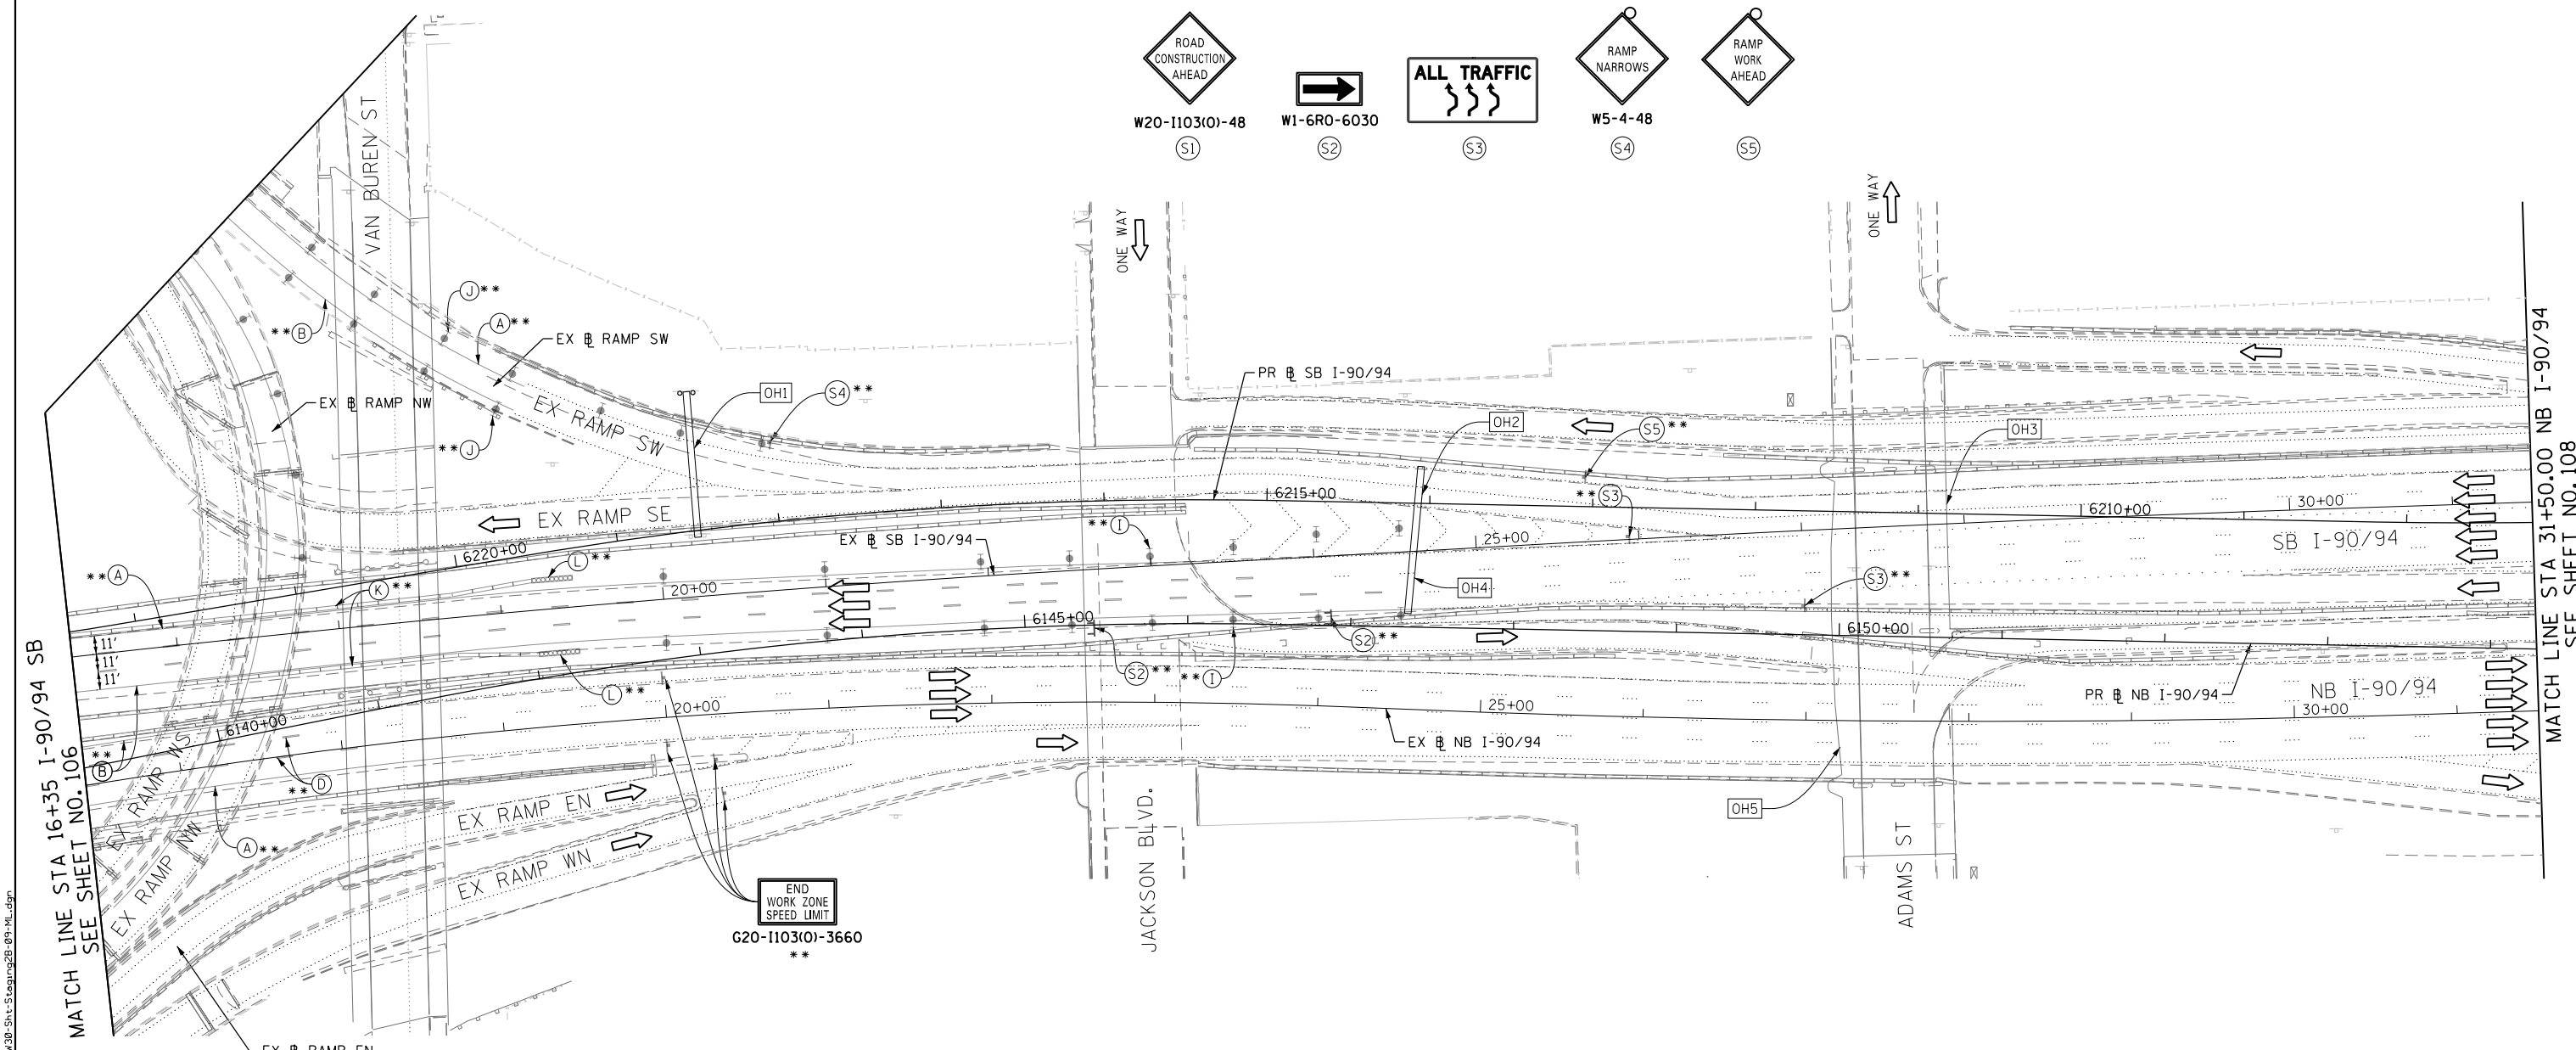 ROAD
CONSTRUCTION
AHEAD
W20-I103(O)-48
S1
W1-6RO-6030
S2
ALL TRAFFIC
S3
RAMP
NARROWS
W5-4-48
S4
RAMP
WORK
AHEAD
S5
VAN BUREN ST
ONE WAY
ONE WAY
J**
A**
**B
EX ℄ RAMP SW
EX ℄ RAMP NW
EX RAMP SW
**J
OH1
S4**
PR ℄ SB I-90/94
OH2
S5**
OH3
EX RAMP SE
6220+00
6215+00
**S3
6210+00
30+00
**I
EX ℄ SB I-90/94
25+00
SB I-90/94
L**
**A
K**
20+00
OH4
S3**
6145+00
6150+00
S2**
11'
11'
11'
S2**
**I
L**
PR ℄ NB I-90/94
NB I-90/94
6140+00
20+00
25+00
30+00
EX ℄ NB I-90/94
**
B
**D
EX RAMP WS
EX RAMP NW
A**
EX RAMP EN
EX RAMP WN
OH5
END
WORK ZONE
SPEED LIMIT
G20-I103(O)-3660
**
JACKSON BLVD.
ADAMS ST
MATCH LINE STA 16+35 I-90/94 SB
SEE SHEET NO. 106
MATCH LINE STA 31+50.00 NB I-90/94
SEE SHEET NO. 108
EX ℄ RAMP EN
W30-Sht-Staging2B-09-ML.dgn